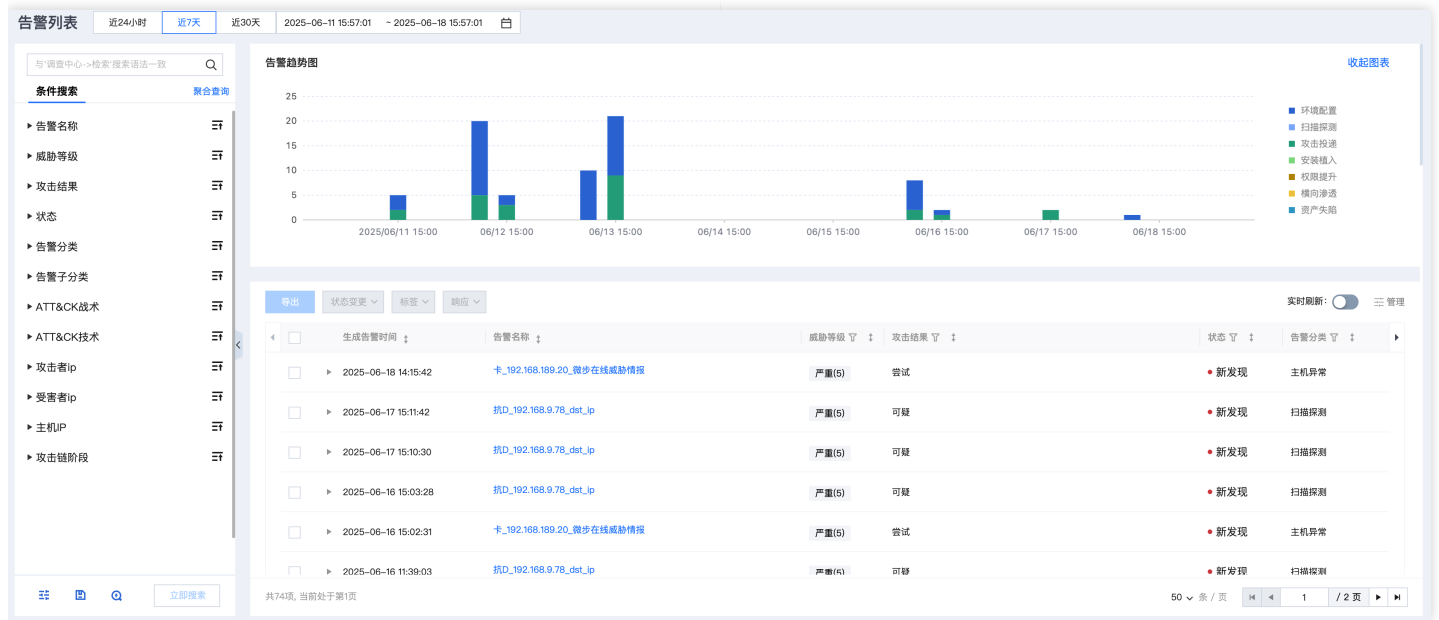 告警列表 近24小时 近7天 近30天 2025-06-11 15:57:01 ~ 2025-06-18 15:57:01
与'调查中心->检索'搜索语法一致
条件搜索 聚合查询
告警名称
威胁等级
攻击结果
状态
告警分类
告警子分类
ATT&CK战术
ATT&CK技术
攻击者ip
受害者ip
主机IP
攻击链阶段
立即搜索
告警趋势图 收起图表
25
20
15
10
5
0
2025/06/11 15:00 06/12 15:00 06/13 15:00 06/14 15:00 06/15 15:00 06/16 15:00 06/17 15:00 06/18 15:00
环境配置
扫描探测
攻击投递
安装植入
权限提升
横向渗透
资产失陷
导出 状态变更 标签 响应 实时刷新: 管理
生成告警时间 告警名称 威胁等级 攻击结果 状态 告警分类
2025-06-18 14:15:42 卡_192.168.189.20_微步在线威胁情报 严重(5) 尝试 新发现 主机异常
2025-06-17 15:11:42 抗D_192.168.9.78_dst_ip 严重(5) 可疑 新发现 扫描探测
2025-06-17 15:10:30 抗D_192.168.9.78_dst_ip 严重(5) 可疑 新发现 扫描探测
2025-06-16 15:03:28 抗D_192.168.9.78_dst_ip 严重(5) 可疑 新发现 扫描探测
2025-06-16 15:02:31 卡_192.168.189.20_微步在线威胁情报 严重(5) 尝试 新发现 主机异常
2025-06-16 11:39:03 抗D_192.168.9.78_dst_ip 严重(5) 可疑 新发现 扫描探测
共74项, 当前处于第1页 50 条 / 页 1 / 2 页